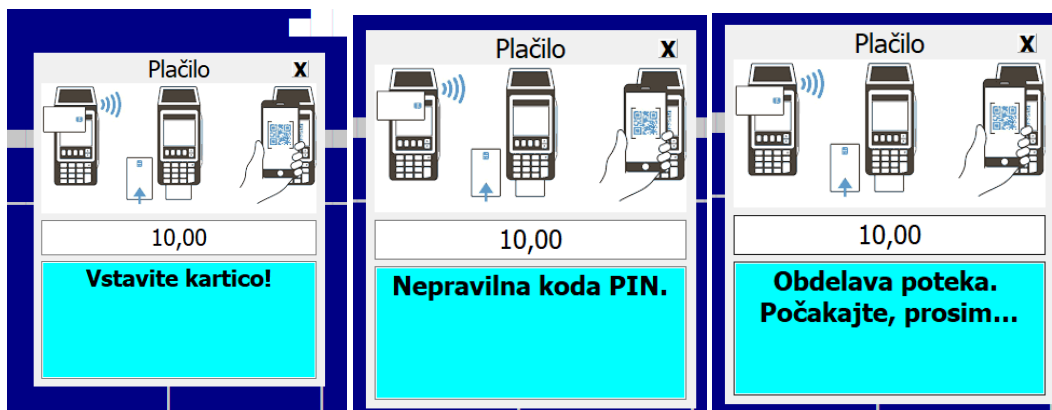 Plačilo X
10,00
Vstavite kartico!
Plačilo X
10,00
Nepravilna koda PIN.
Plačilo X
10,00
Obdelava poteka.
Počakajte, prosim...